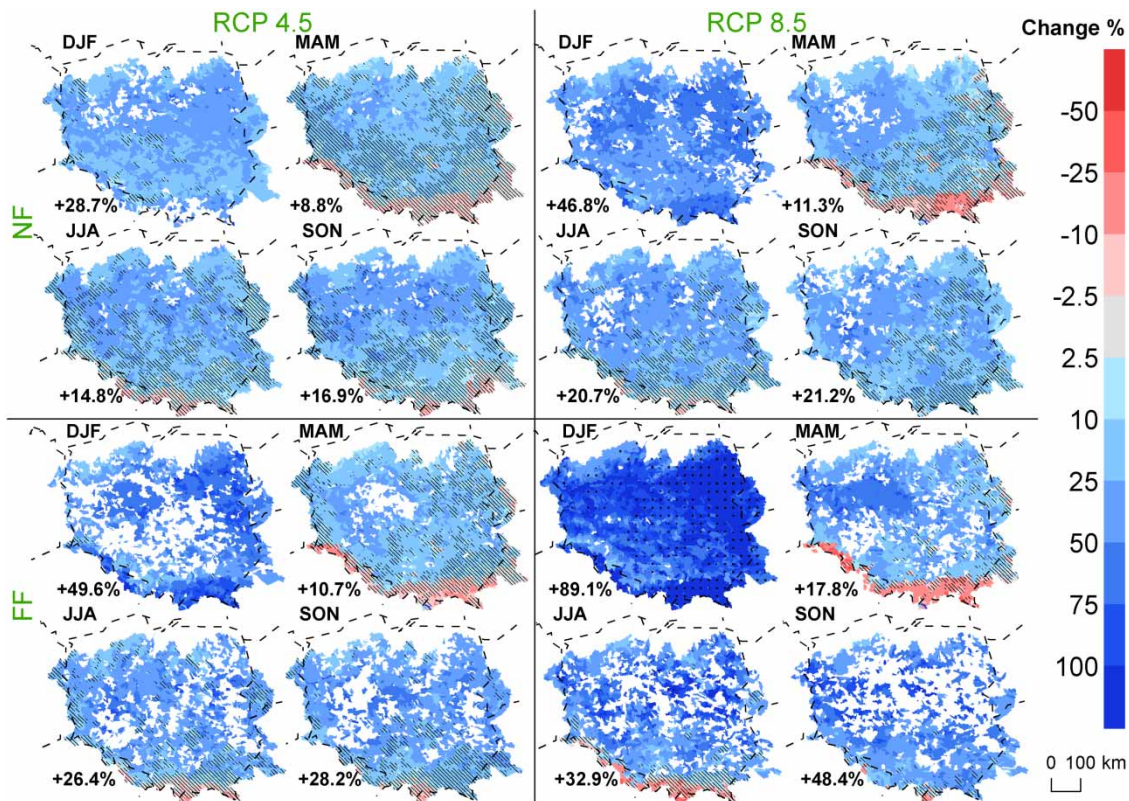 RCP 4.5
RCP 8.5
Change %
DJF
MAM
DJF
MAM
NF
+28.7%
+8.8%
+46.8%
+11.3%
JJA
SON
JJA
SON
+14.8%
+16.9%
+20.7%
+21.2%
DJF
MAM
DJF
MAM
FF
+49.6%
+10.7%
+89.1%
+17.8%
JJA
SON
JJA
SON
+26.4%
+28.2%
+32.9%
+48.4%
-50
-25
-10
-2.5
2.5
10
25
50
75
100
0 100 km